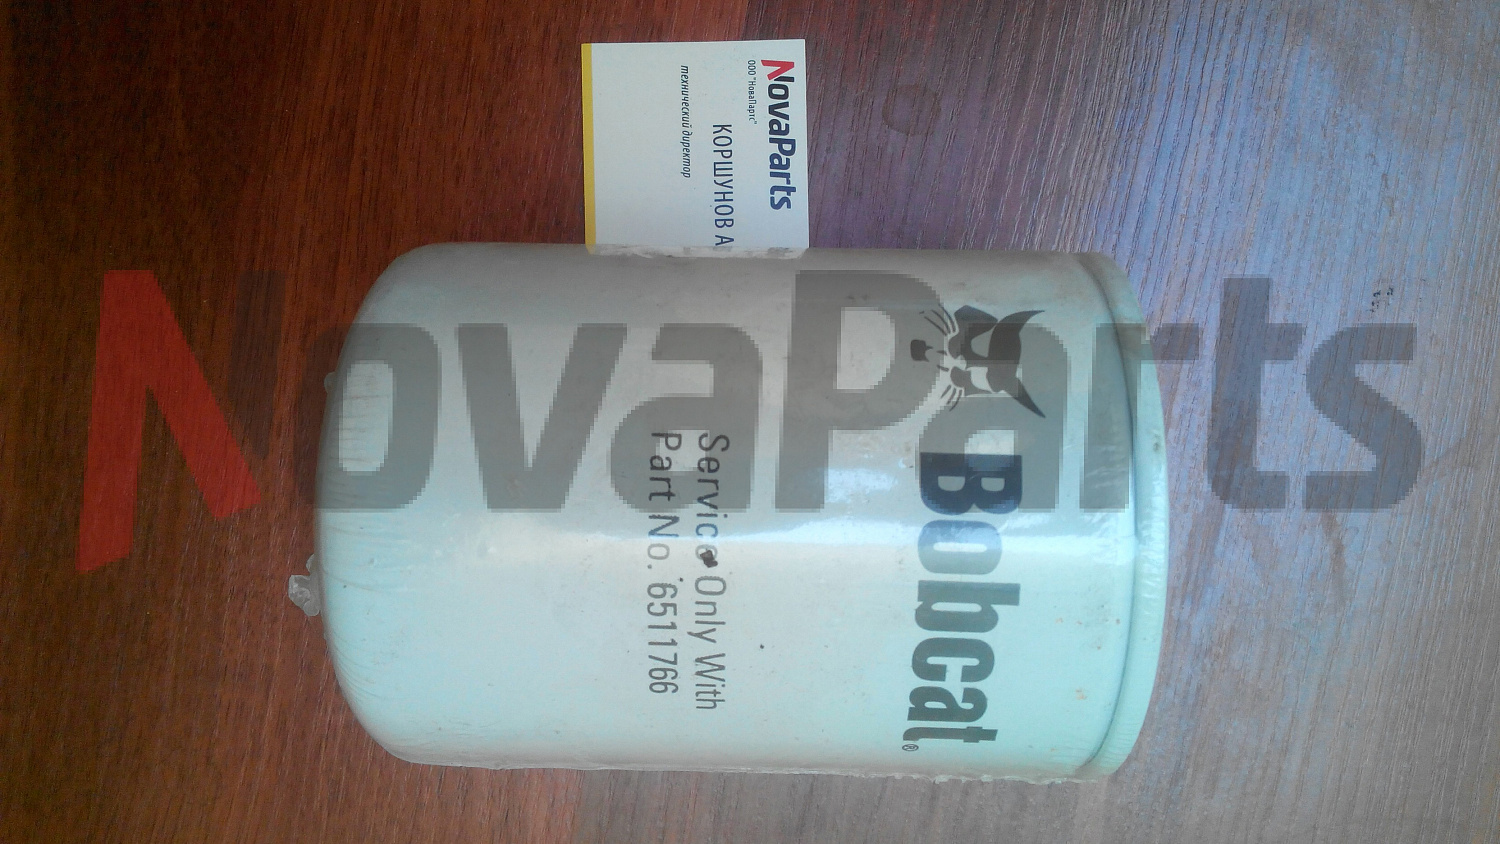 NovaParts
ООО "НоваПартс"
КОРШУНОВ А
технический директор
Bobcat®
Service Only With
Part No. 6511766
NovaParts